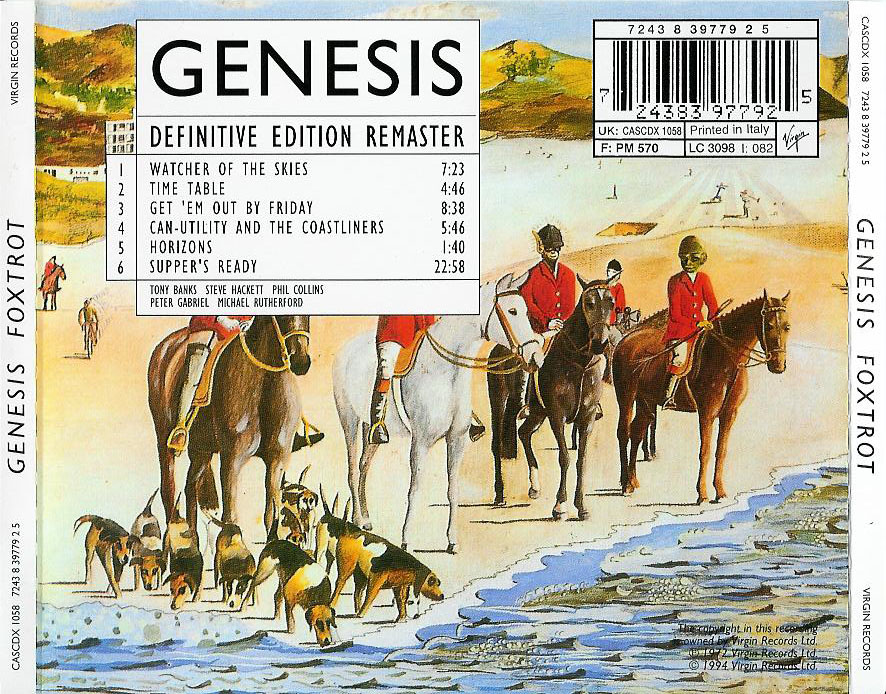 VIRGIN RECORDS
GENESIS FOXTROT
CASCDX 1058 7243 8 39779 2 5
GENESIS
DEFINITIVE EDITION REMASTER
1 WATCHER OF THE SKIES 7:23
2 TIME TABLE 4:46
3 GET 'EM OUT BY FRIDAY 8:38
4 CAN-UTILITY AND THE COASTLINERS 5:46
5 HORIZONS 1:40
6 SUPPER'S READY 22:58
TONY BANKS STEVE HACKETT PHIL COLLINS
PETER GABRIEL MICHAEL RUTHERFORD
7243 8 39779 2 5
7 24383 97792 5
UK: CASCDX 1058 Printed in Italy
F: PM 570 LC 3098 I: 082 Virgin
The copyright in this recording
is owned by Virgin Records Ltd.
℗ 1972 Virgin Records Ltd.
© 1994 Virgin Records Ltd.
CASCDX 1058 7243 8 39779 2 5
GENESIS FOXTROT
VIRGIN RECORDS